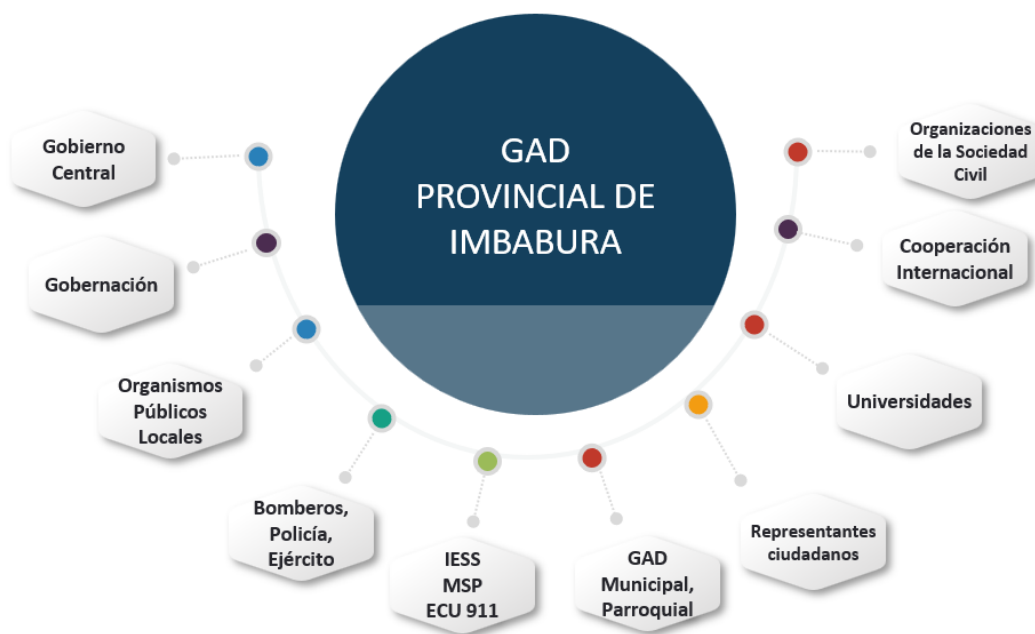 GAD
PROVINCIAL DE
IMBABURA
Gobierno
Central
Gobernación
Organismos
Públicos
Locales
Bomberos,
Policía,
Ejército
IESS
MSP
ECU 911
GAD
Municipal,
Parroquial
Representantes
ciudadanos
Universidades
Cooperación
Internacional
Organizaciones
de la Sociedad
Civil